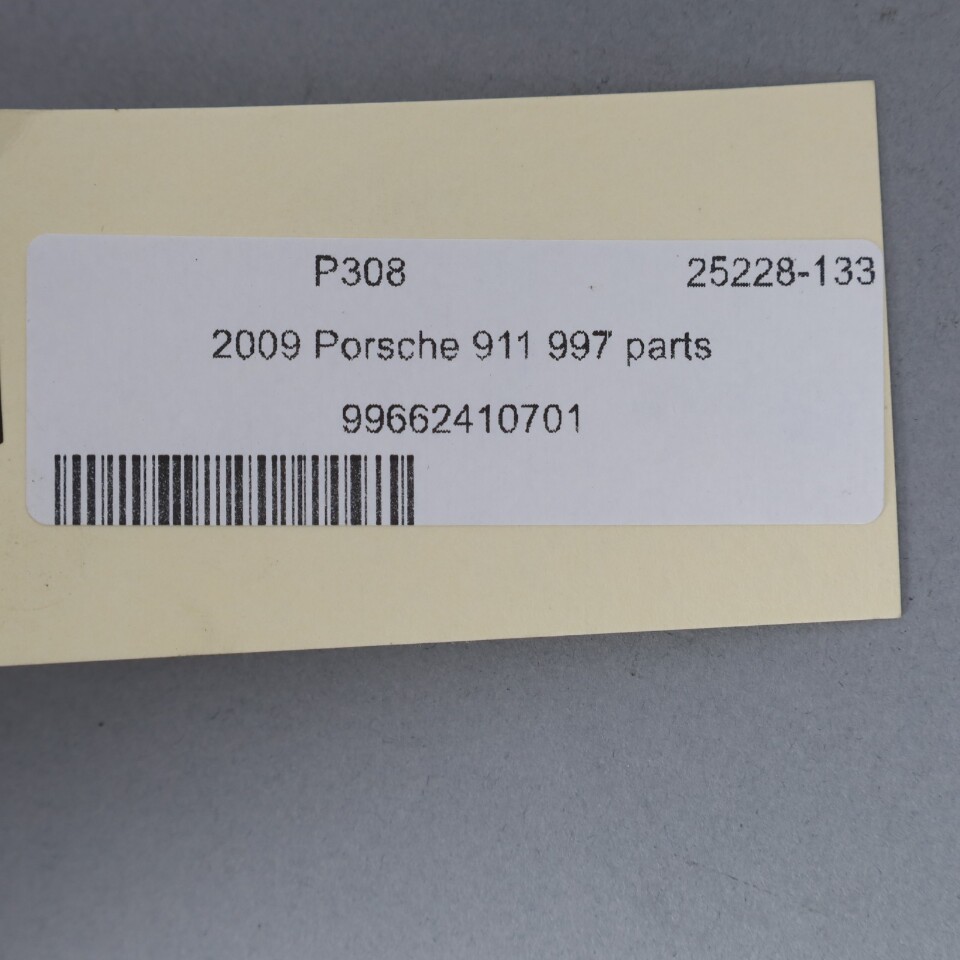 P308 25228-133
2009 Porsche 911 997 parts
99662410701